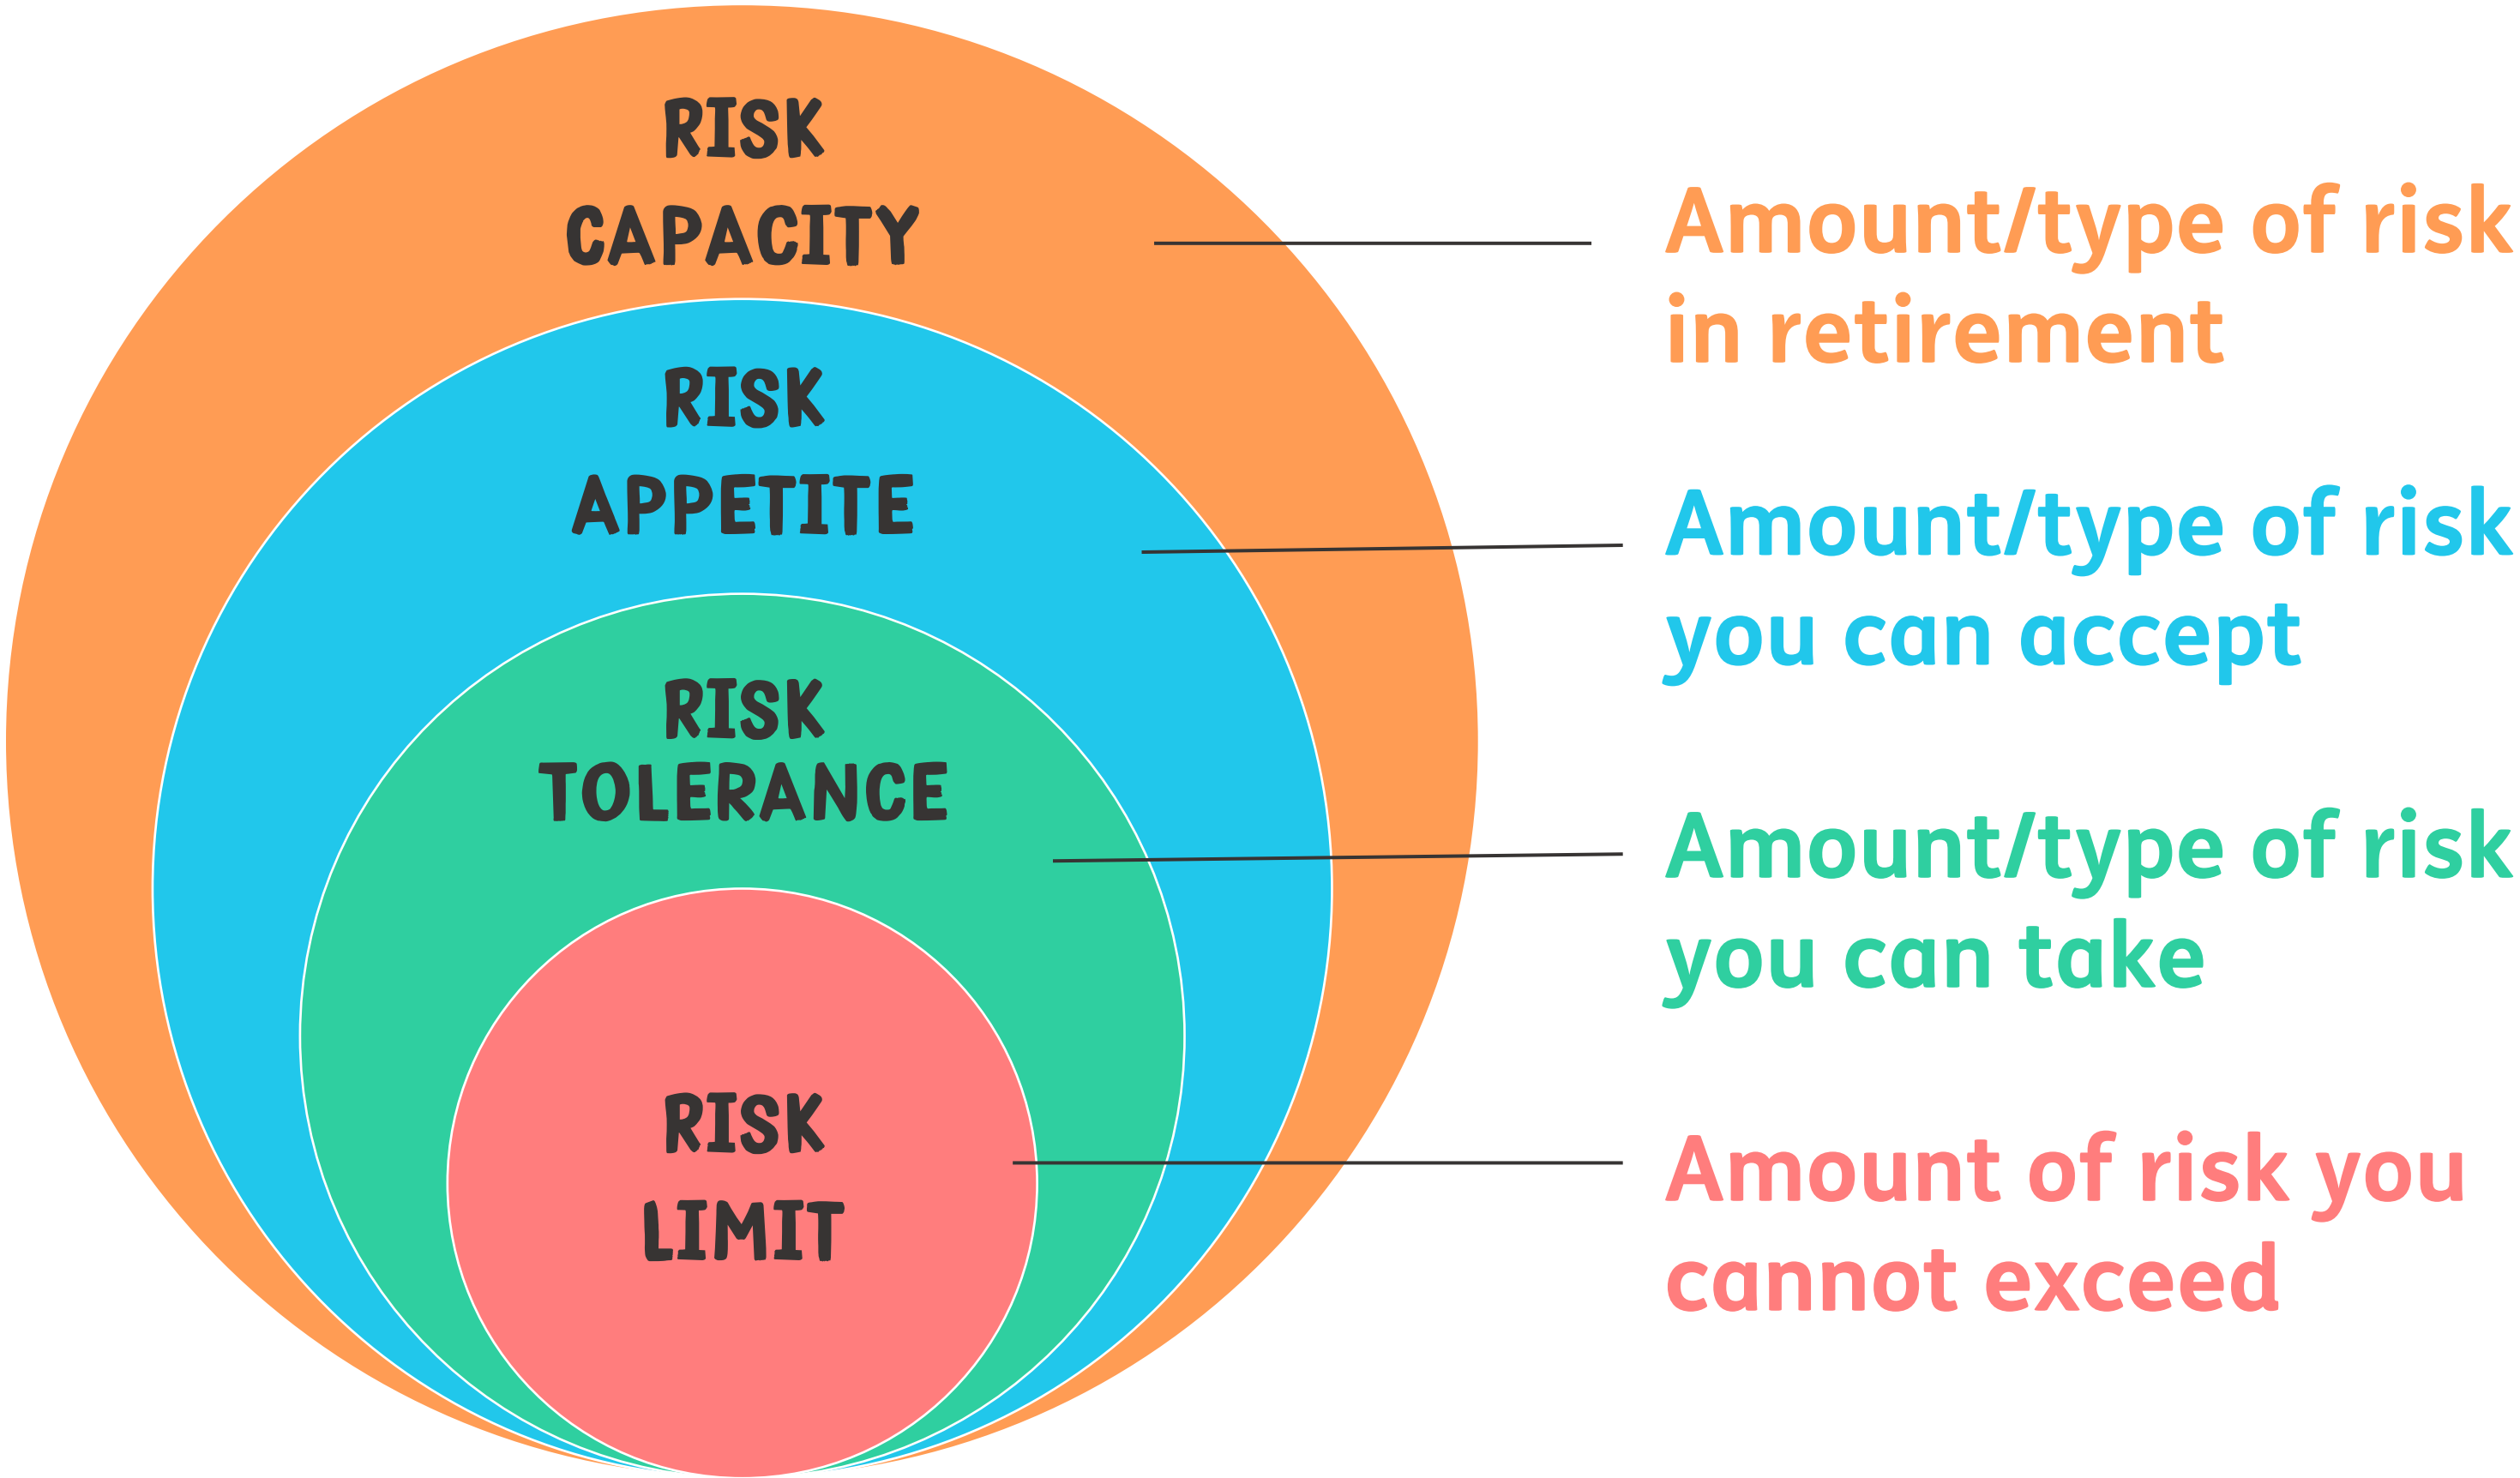 RISK
CAPACITY
Amount/type of risk
in retirement
RISK
APPETITE
Amount/type of risk
you can accept
RISK
TOLERANCE
Amount/type of risk
you can take
RISK
LIMIT
Amount of risk you
cannot exceed